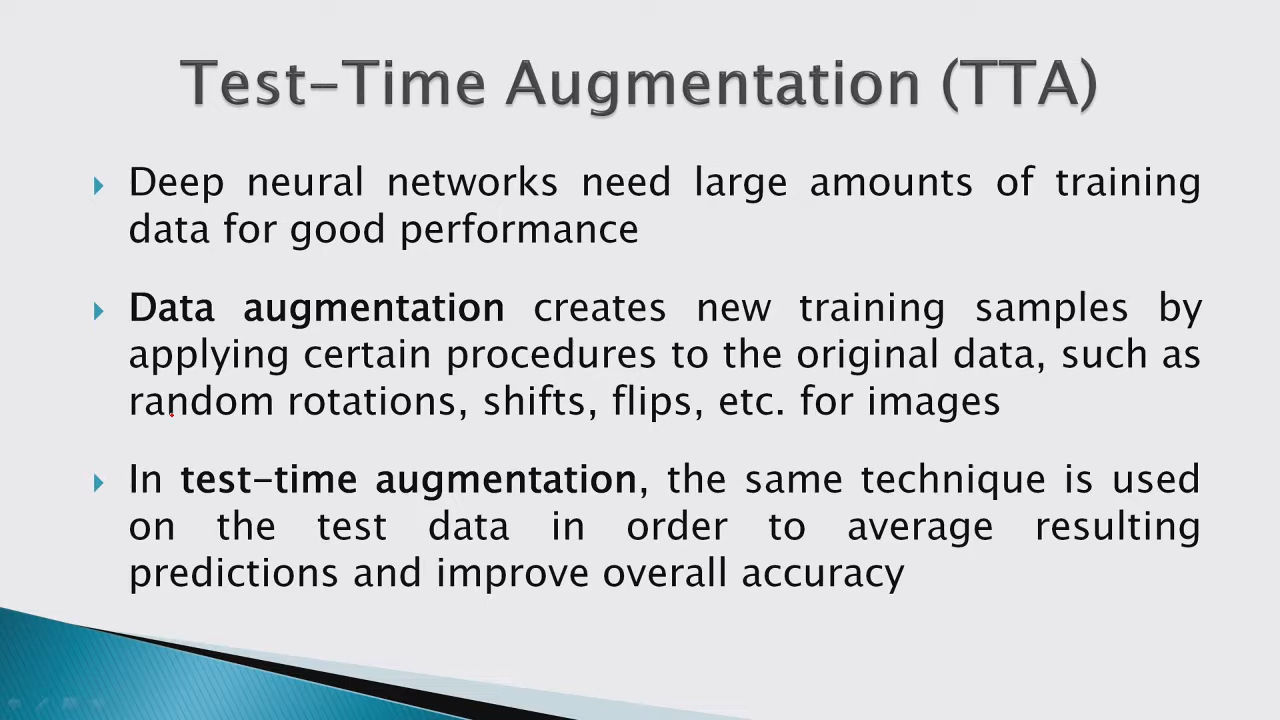 Test-Time Augmentation (TTA)
Deep neural networks need large amounts of training
data for good performance
Data augmentation creates new training samples by
applying certain procedures to the original data, such as
random rotations, shifts, flips, etc. for images
In test-time augmentation, the same technique is used
on the test data in order to average resulting
predictions and improve overall accuracy